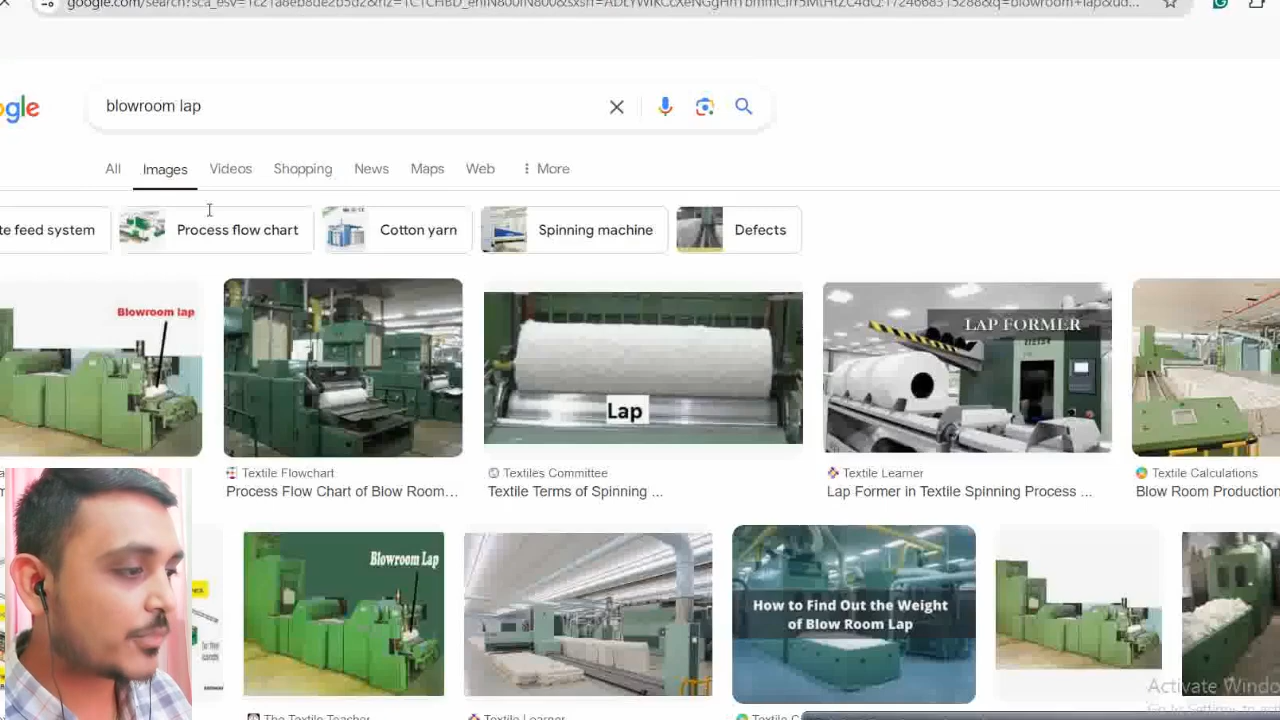 ogle
blowroom lap
All Images Videos Shopping News Maps Web More
te feed system Process flow chart Cotton yarn Spinning machine Defects
Blowroom lap
Lap
LAP FORMER
Textile Flowchart
Process Flow Chart of Blow Room…
Textiles Committee
Textile Terms of Spinning ...
Textile Learner
Lap Former in Textile Spinning Process ...
Textile Calculations
Blow Room Production
Blowroom Lap
How to Find Out the Weight
of Blow Room Lap
Activate Windo
The Textile Teacher
Textile Learner